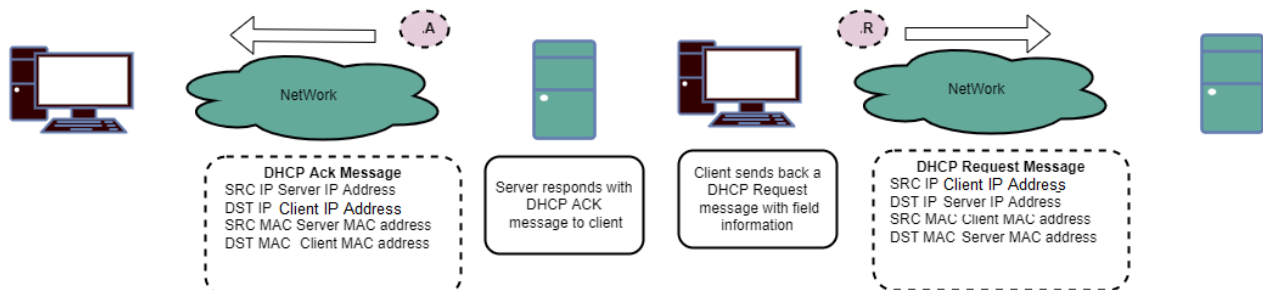 .A
NetWork
DHCP Ack Message
SRC IP Server IP Address
DST IP Client IP Address
SRC MAC Server MAC address
DST MAC Client MAC address
Server responds with
DHCP ACK
message to client
.R
NetWork
Client sends back a
DHCP Request
message with field
information
DHCP Request Message
SRC IP Client IP Address
DST IP Server IP Address
SRC MAC Client MAC address
DST MAC Server MAC address